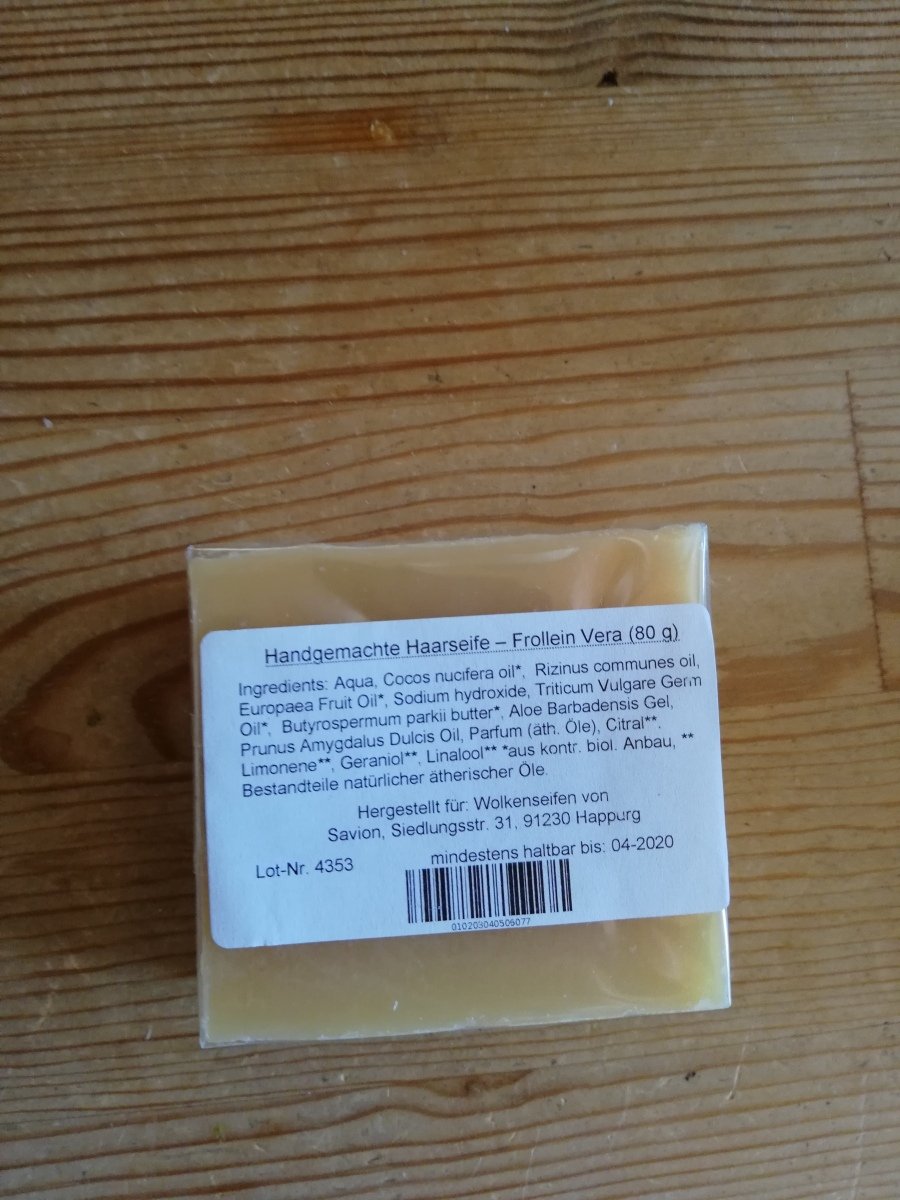 Handgemachte Haarseife – Frollein Vera (80 g)
Ingredients: Aqua, Cocos nucifera oil*, Rizinus communes oil,
Europaea Fruit Oil*, Sodium hydroxide, Triticum Vulgare Germ
Oil*, Butyrospermum parkii butter*, Aloe Barbadensis Gel,
Prunus Amygdalus Dulcis Oil, Parfum (äth. Öle), Citral**,
Limonene**, Geraniol**, Linalool** *aus kontr. biol. Anbau, **
Bestandteile natürlicher ätherischer Öle.
Hergestellt für: Wolkenseifen von
Savion, Siedlungsstr. 31, 91230 Happurg
Lot-Nr. 4353 mindestens haltbar bis: 04-2020
010203040506077